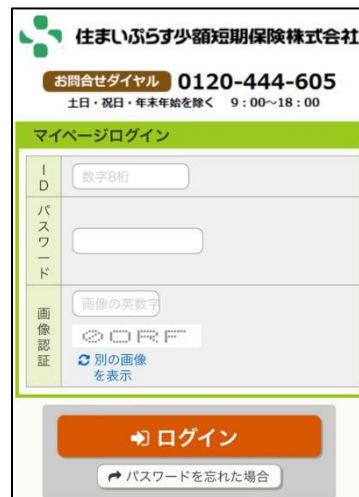 住まいぷらす少額短期保険株式会社
お問合せダイヤル 0120-444-605
土日・祝日・年末年始を除く 9:00～18:00
マイページログイン
ID
数字8桁
パスワード
画像認証
画像の英数字
別の画像
を表示
ログイン
パスワードを忘れた場合